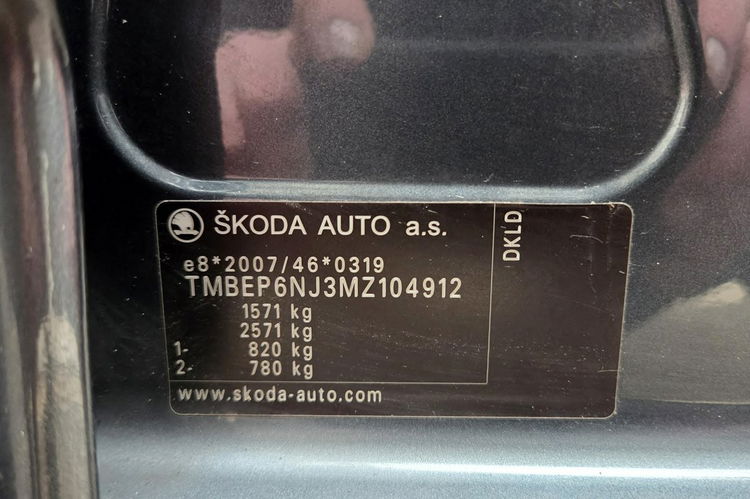 ŠKODA AUTO a.s.
DKLD
e8*2007/46*0319
TMBEP6NJ3MZ104912
1571 kg
2571 kg
1- 820 kg
2- 780 kg
www.skoda-auto.com